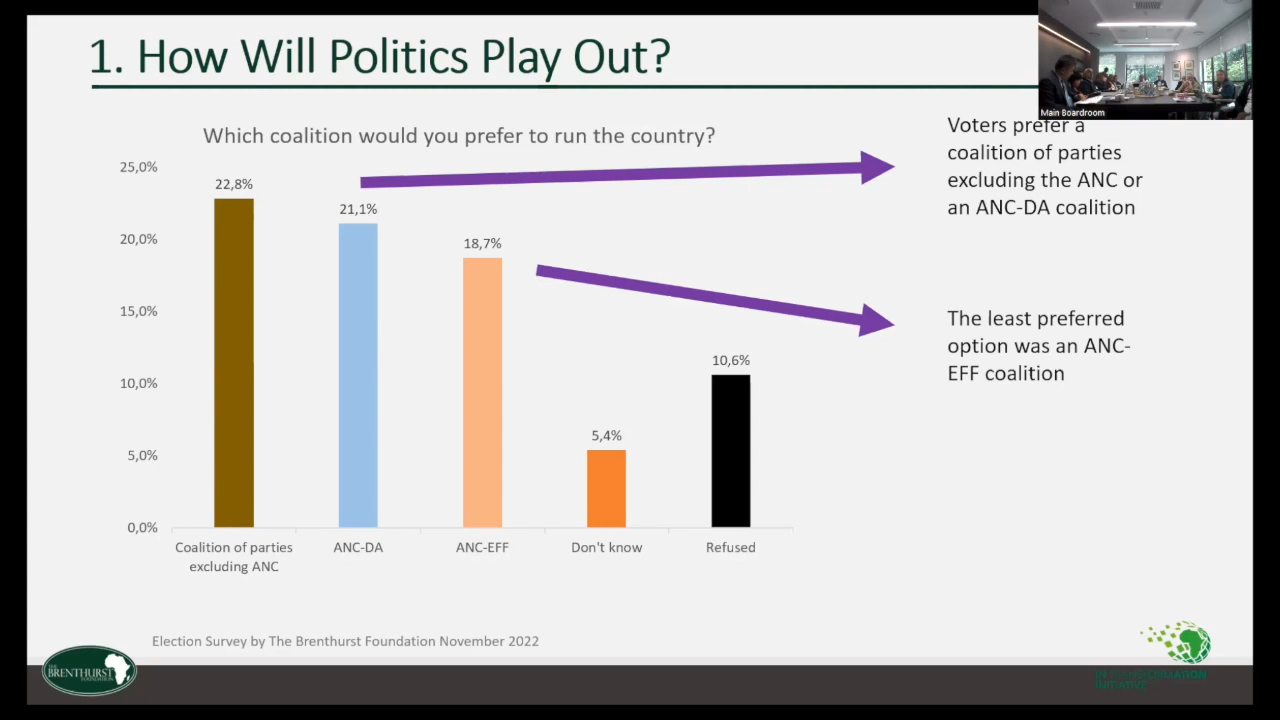 1. How Will Politics Play Out?
Main Boardroom
Which coalition would you prefer to run the country?
25,0%
20,0%
15,0%
10,0%
5,0%
0,0%
22,8%
21,1%
18,7%
5,4%
10,6%
Coalition of parties
excluding ANC
ANC-DA
ANC-EFF
Don't know
Refused
Voters prefer a
coalition of parties
excluding the ANC or
an ANC-DA coalition
The least preferred
option was an ANC-
EFF coalition
Election Survey by The Brenthurst Foundation November 2022
THE
BRENTHURST
FOUNDATION
INITIATIVE